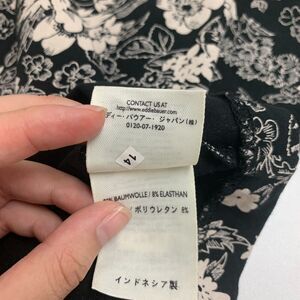 CONTACT US AT
http://www.eddiebauer.com
ディー・バウアー・ジャパン(株)
0120-07-1920
14
BAUMWOLLE / 8% ELASTHAN
ポリウレタン 8%
インドネシア製